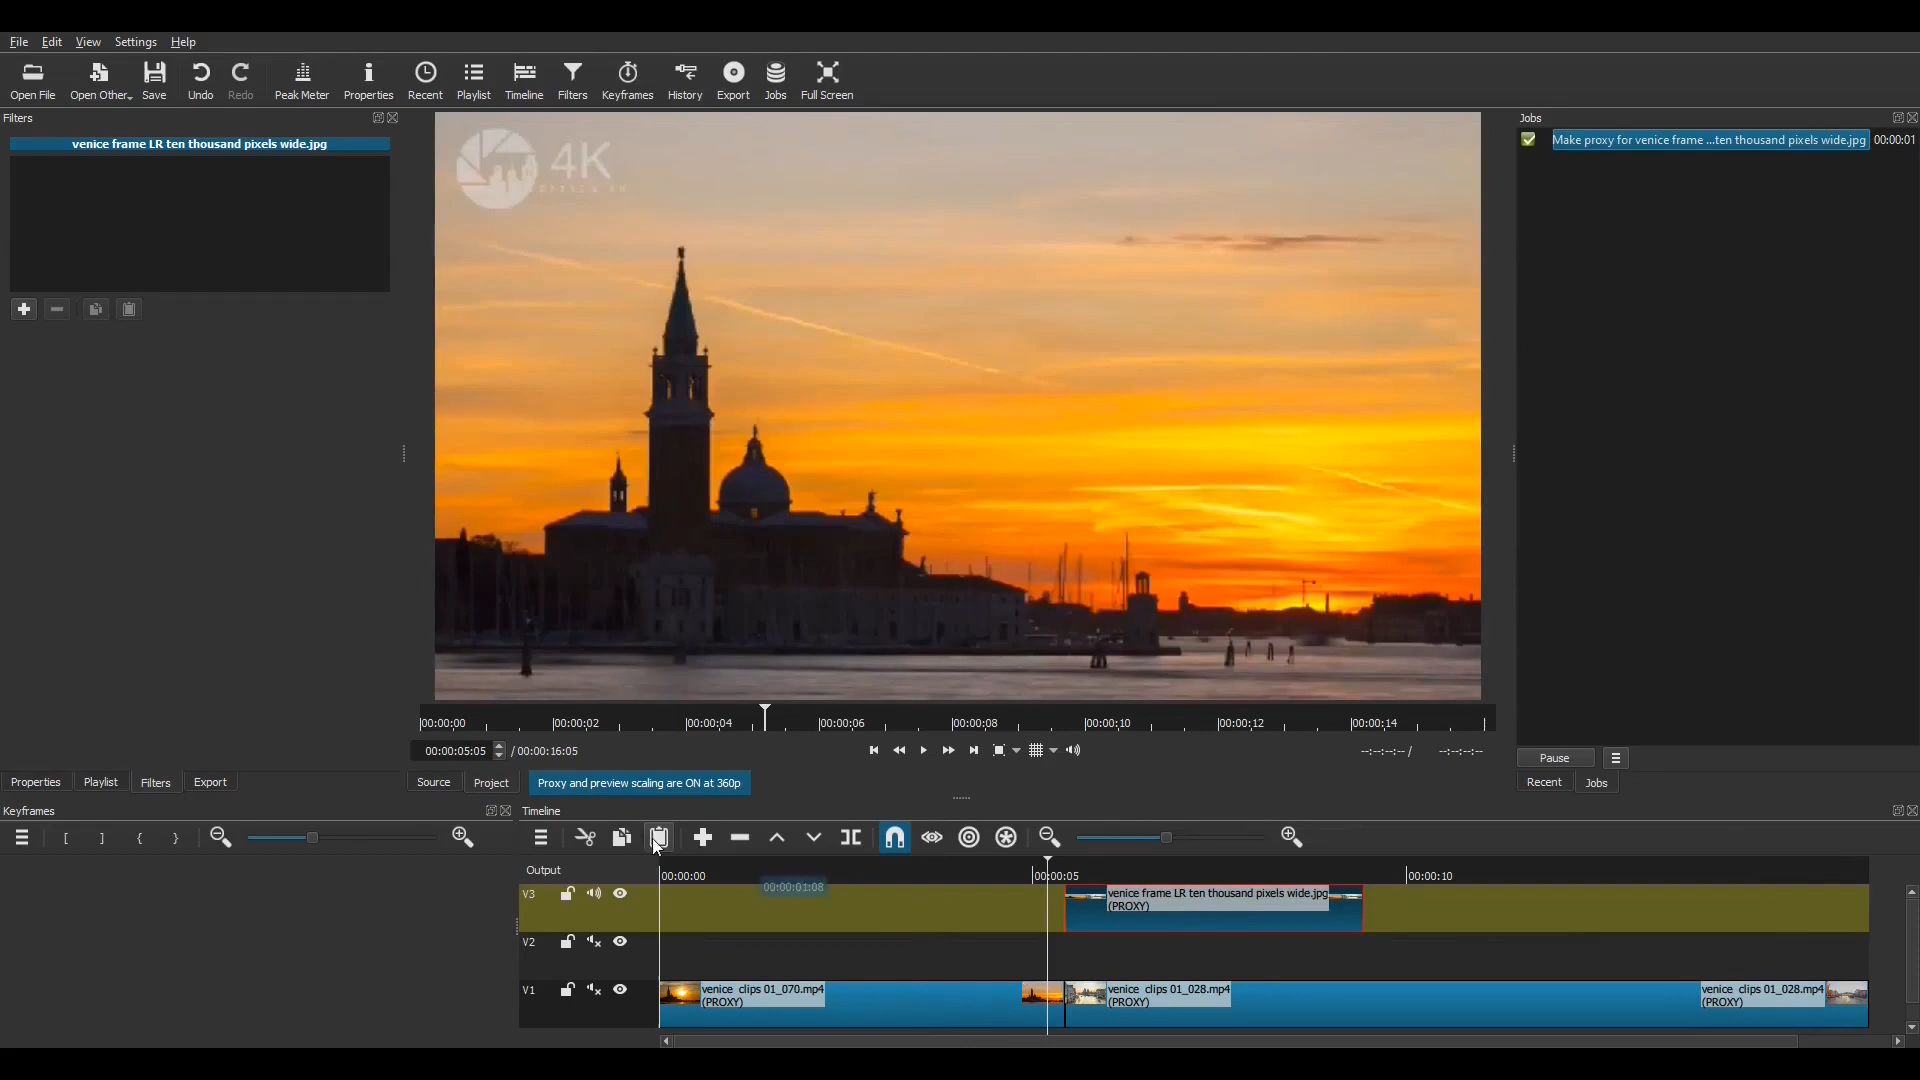 File Edit View Settings Help
Open File Open Other... Save Undo Redo Peak Meter Properties Recent Playlist Timeline Filters Keyframes History Export Jobs Full Screen
Filters
Jobs
venice frame LR ten thousand pixels wide.jpg
Make proxy for venice frame ...ten thousand pixels wide.jpg 00:00:01
4K
00:00:00 00:00:02 00:00:04 00:00:06 00:00:08 00:00:10 00:00:12 00:00:14
00:00:05:05 / 00:00:16:05 --:--:--:-- / --:--:--:--
Pause
Properties Playlist Filters Export Source Project Proxy and preview scaling are ON at 360p Recent Jobs
Keyframes Timeline
[ ] { }
Output 00:00:00 00:00:05 00:00:10
00:00:01:08
V3 venice frame LR ten thousand pixels wide.jpg
(PROXY)
V2
V1 venice clips 01_070.mp4 venice clips 01_028.mp4 venice clips 01_028.mp4
(PROXY) (PROXY) (PROXY)